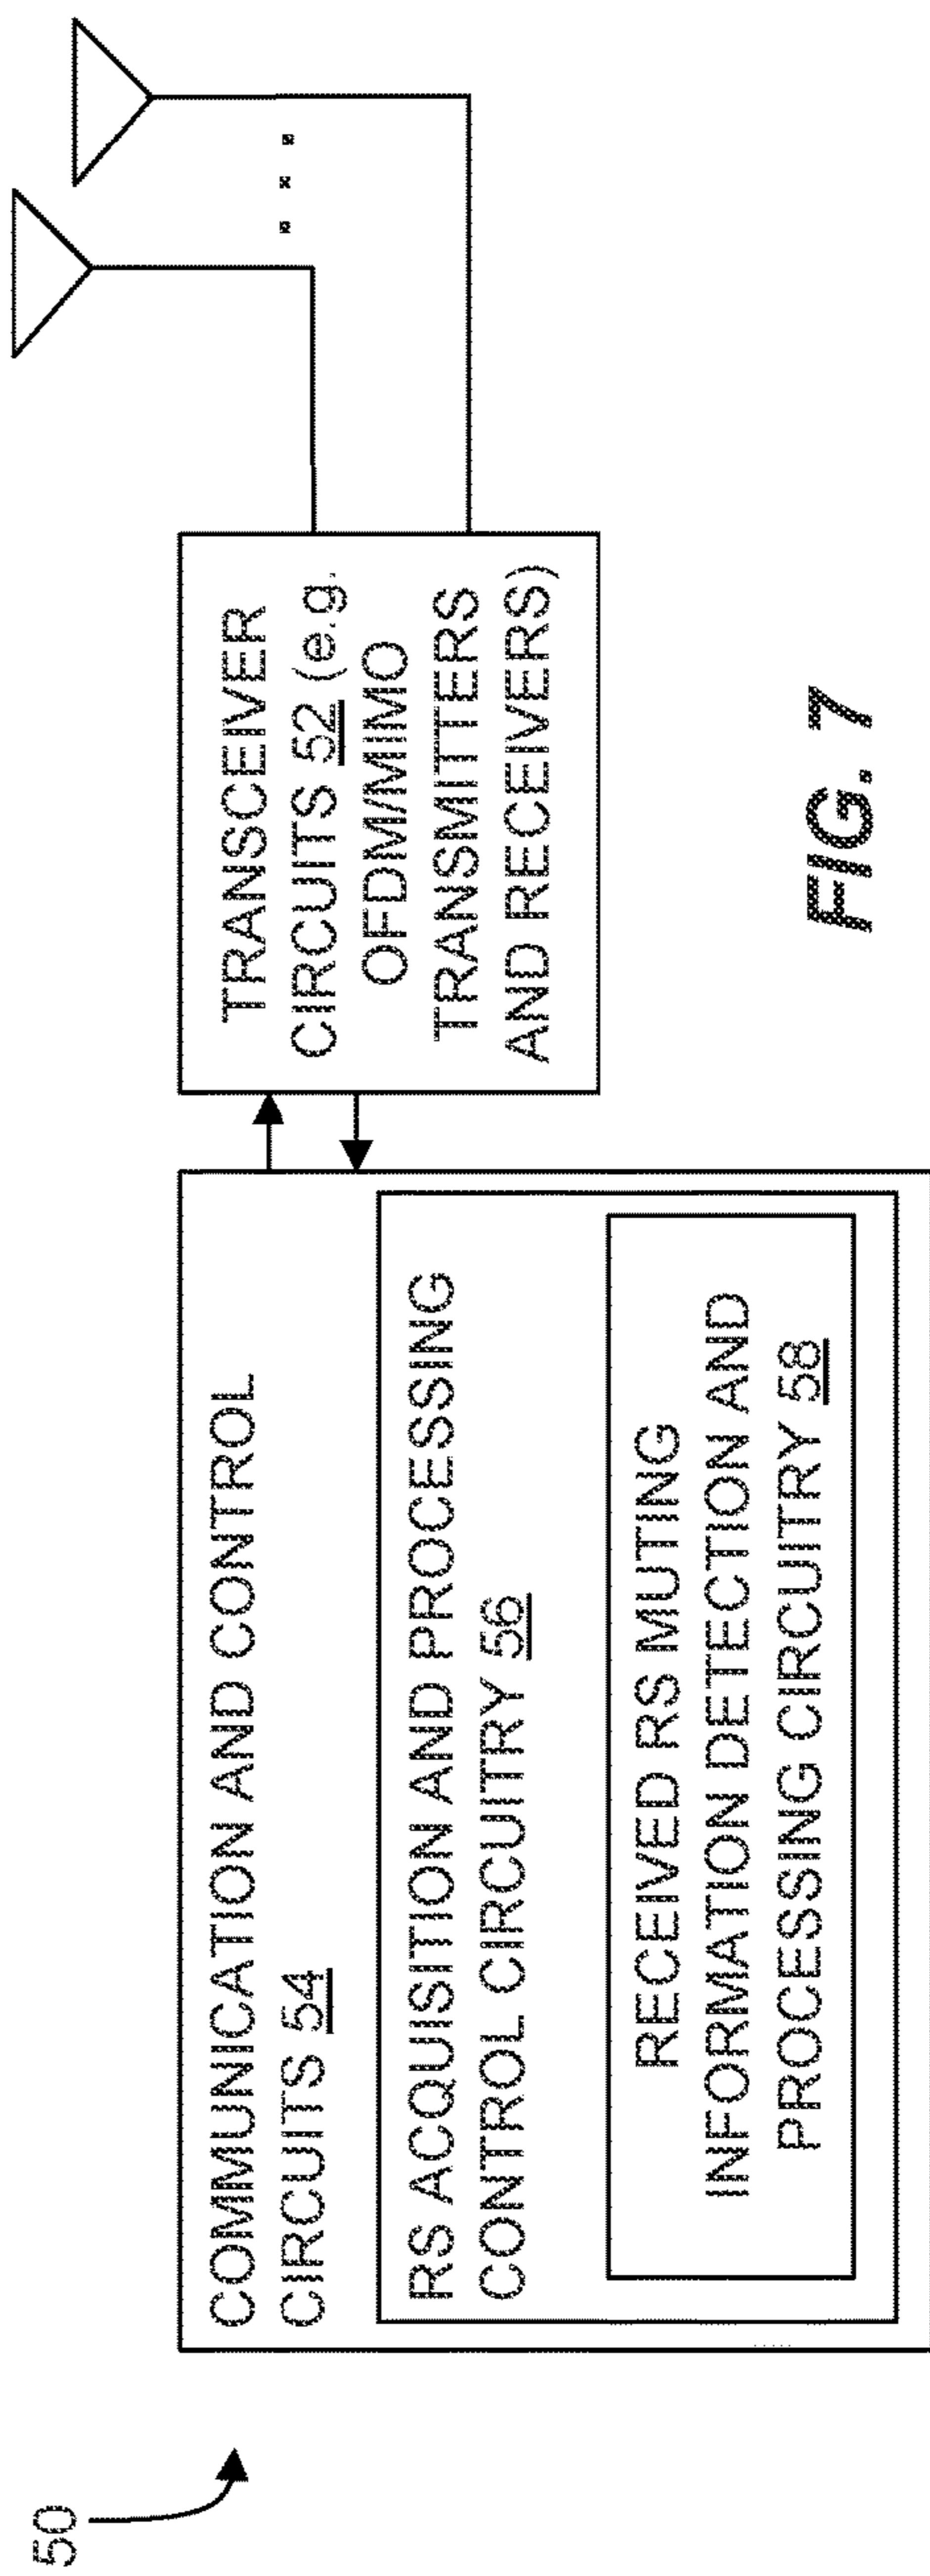 50
COMMUNICATION AND CONTROL
CIRCUITS 54
RS ACQUISITION AND PROCESSING
CONTROL CIRCUITRY 56
RECEIVED RS MUTING
INFORMATION DETECTION AND
PROCESSING CIRCUITRY 58
TRANSCEIVER
CIRCUITS 52 (e.g.
OFDM/MIMO
TRANSMITTERS
AND RECEIVERS)
FIG. 7